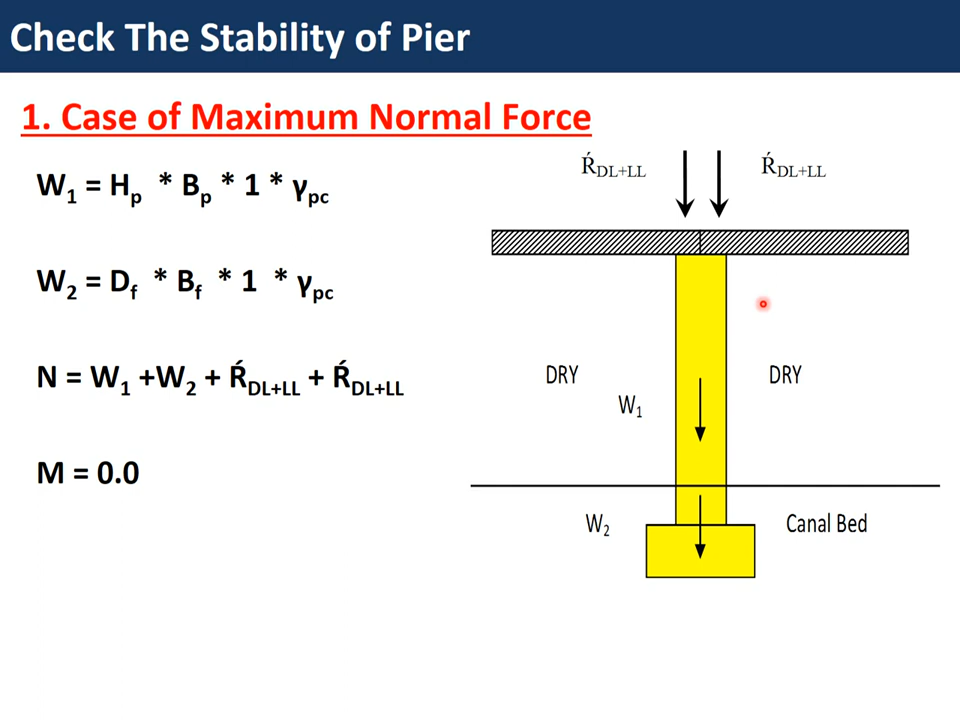 Check The Stability of Pier
1. Case of Maximum Normal Force
W₁ = Hₚ * Bₚ * 1 * γpc
W₂ = Df * Bf * 1 * γpc
N = W₁ +W₂ + ŔDL+LL + ŔDL+LL
M = 0.0
ŔDL+LL ŔDL+LL
DRY DRY
W₁
W₂ Canal Bed